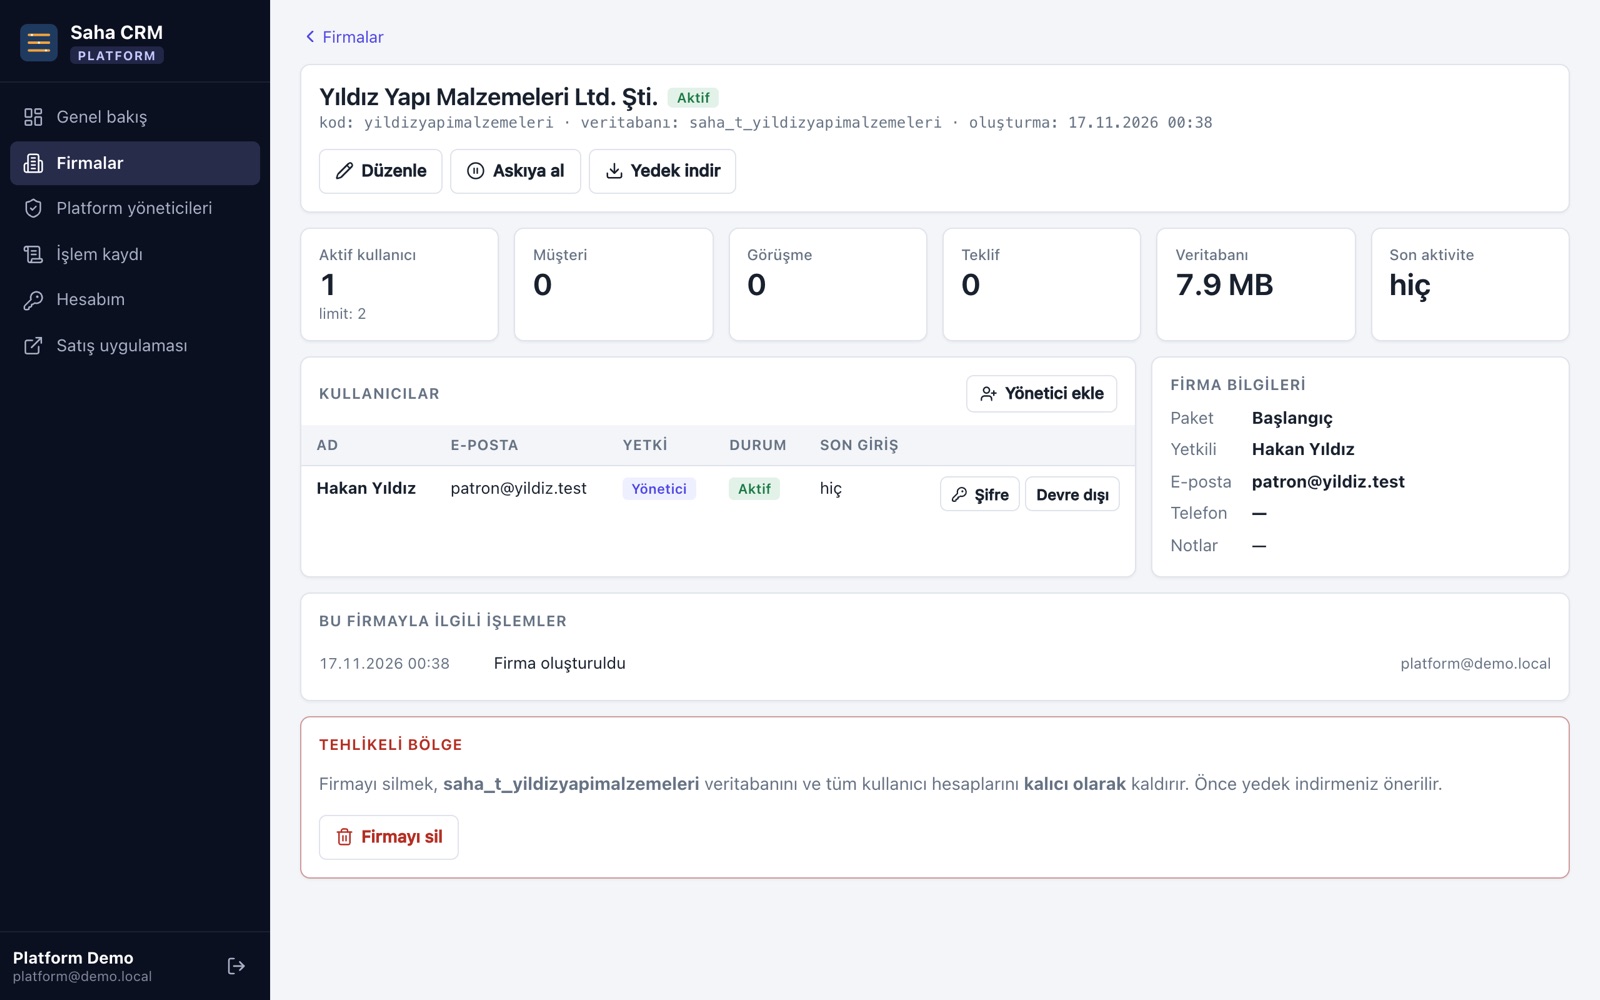 Saha CRM
PLATFORM
Genel bakış
Firmalar
Platform yöneticileri
İşlem kaydı
Hesabım
Satış uygulaması
Platform Demo
platform@demo.local
Firmalar
Yıldız Yapı Malzemeleri Ltd. Şti. Aktif
kod: yildizyapimalzemeleri · veritabanı: saha_t_yildizyapimalzemeleri · oluşturma: 17.11.2026 00:38
Düzenle Askıya al Yedek indir
Aktif kullanıcı
1
limit: 2
Müşteri
0
Görüşme
0
Teklif
0
Veritabanı
7.9 MB
Son aktivite
hiç
KULLANICILAR Yönetici ekle
AD E-POSTA YETKİ DURUM SON GİRİŞ
Hakan Yıldız patron@yildiz.test Yönetici Aktif hiç Şifre Devre dışı
FİRMA BİLGİLERİ
Paket Başlangıç
Yetkili Hakan Yıldız
E-posta patron@yildiz.test
Telefon —
Notlar —
BU FİRMAYLA İLGİLİ İŞLEMLER
17.11.2026 00:38 Firma oluşturuldu platform@demo.local
TEHLİKELİ BÖLGE
Firmayı silmek, saha_t_yildizyapimalzemeleri veritabanını ve tüm kullanıcı hesaplarını kalıcı olarak kaldırır. Önce yedek indirmeniz önerilir.
Firmayı sil